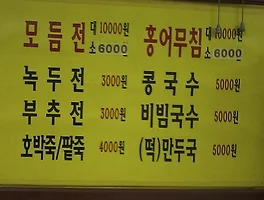 모듬전 대 10000원 소 6000
홍어무침 대 10000원 소 6000
녹두전 3000원 콩국수 5000원
부추전 3000원 비빔국수 5000원
호박죽/팥죽 4000원 (떡)만두국 5000원